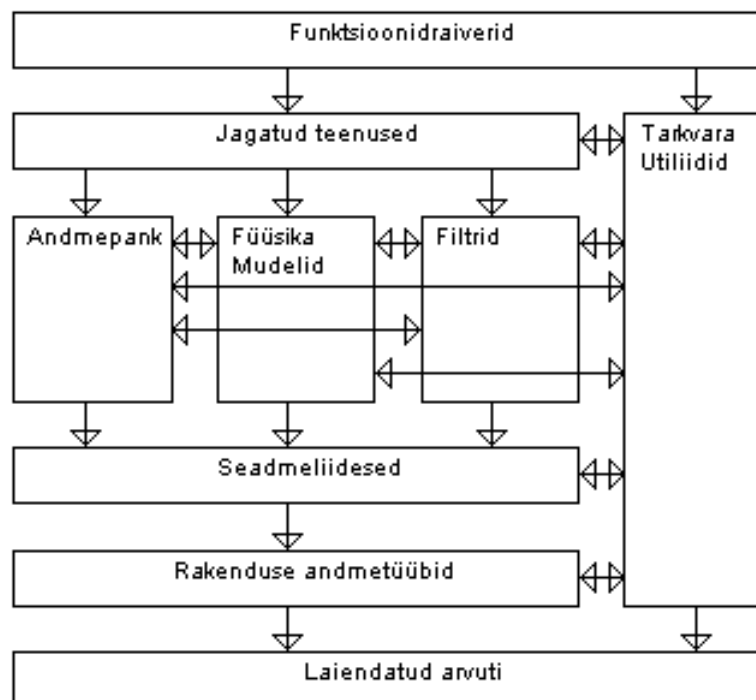 Funktsioonidraiverid
Jagatud teenused
Tarkvara
Utiliidid
Andmepank
Füüsika
Mudelid
Filtrid
Seadmeliidesed
Rakenduse andmetüübid
Laiendatud arvuti